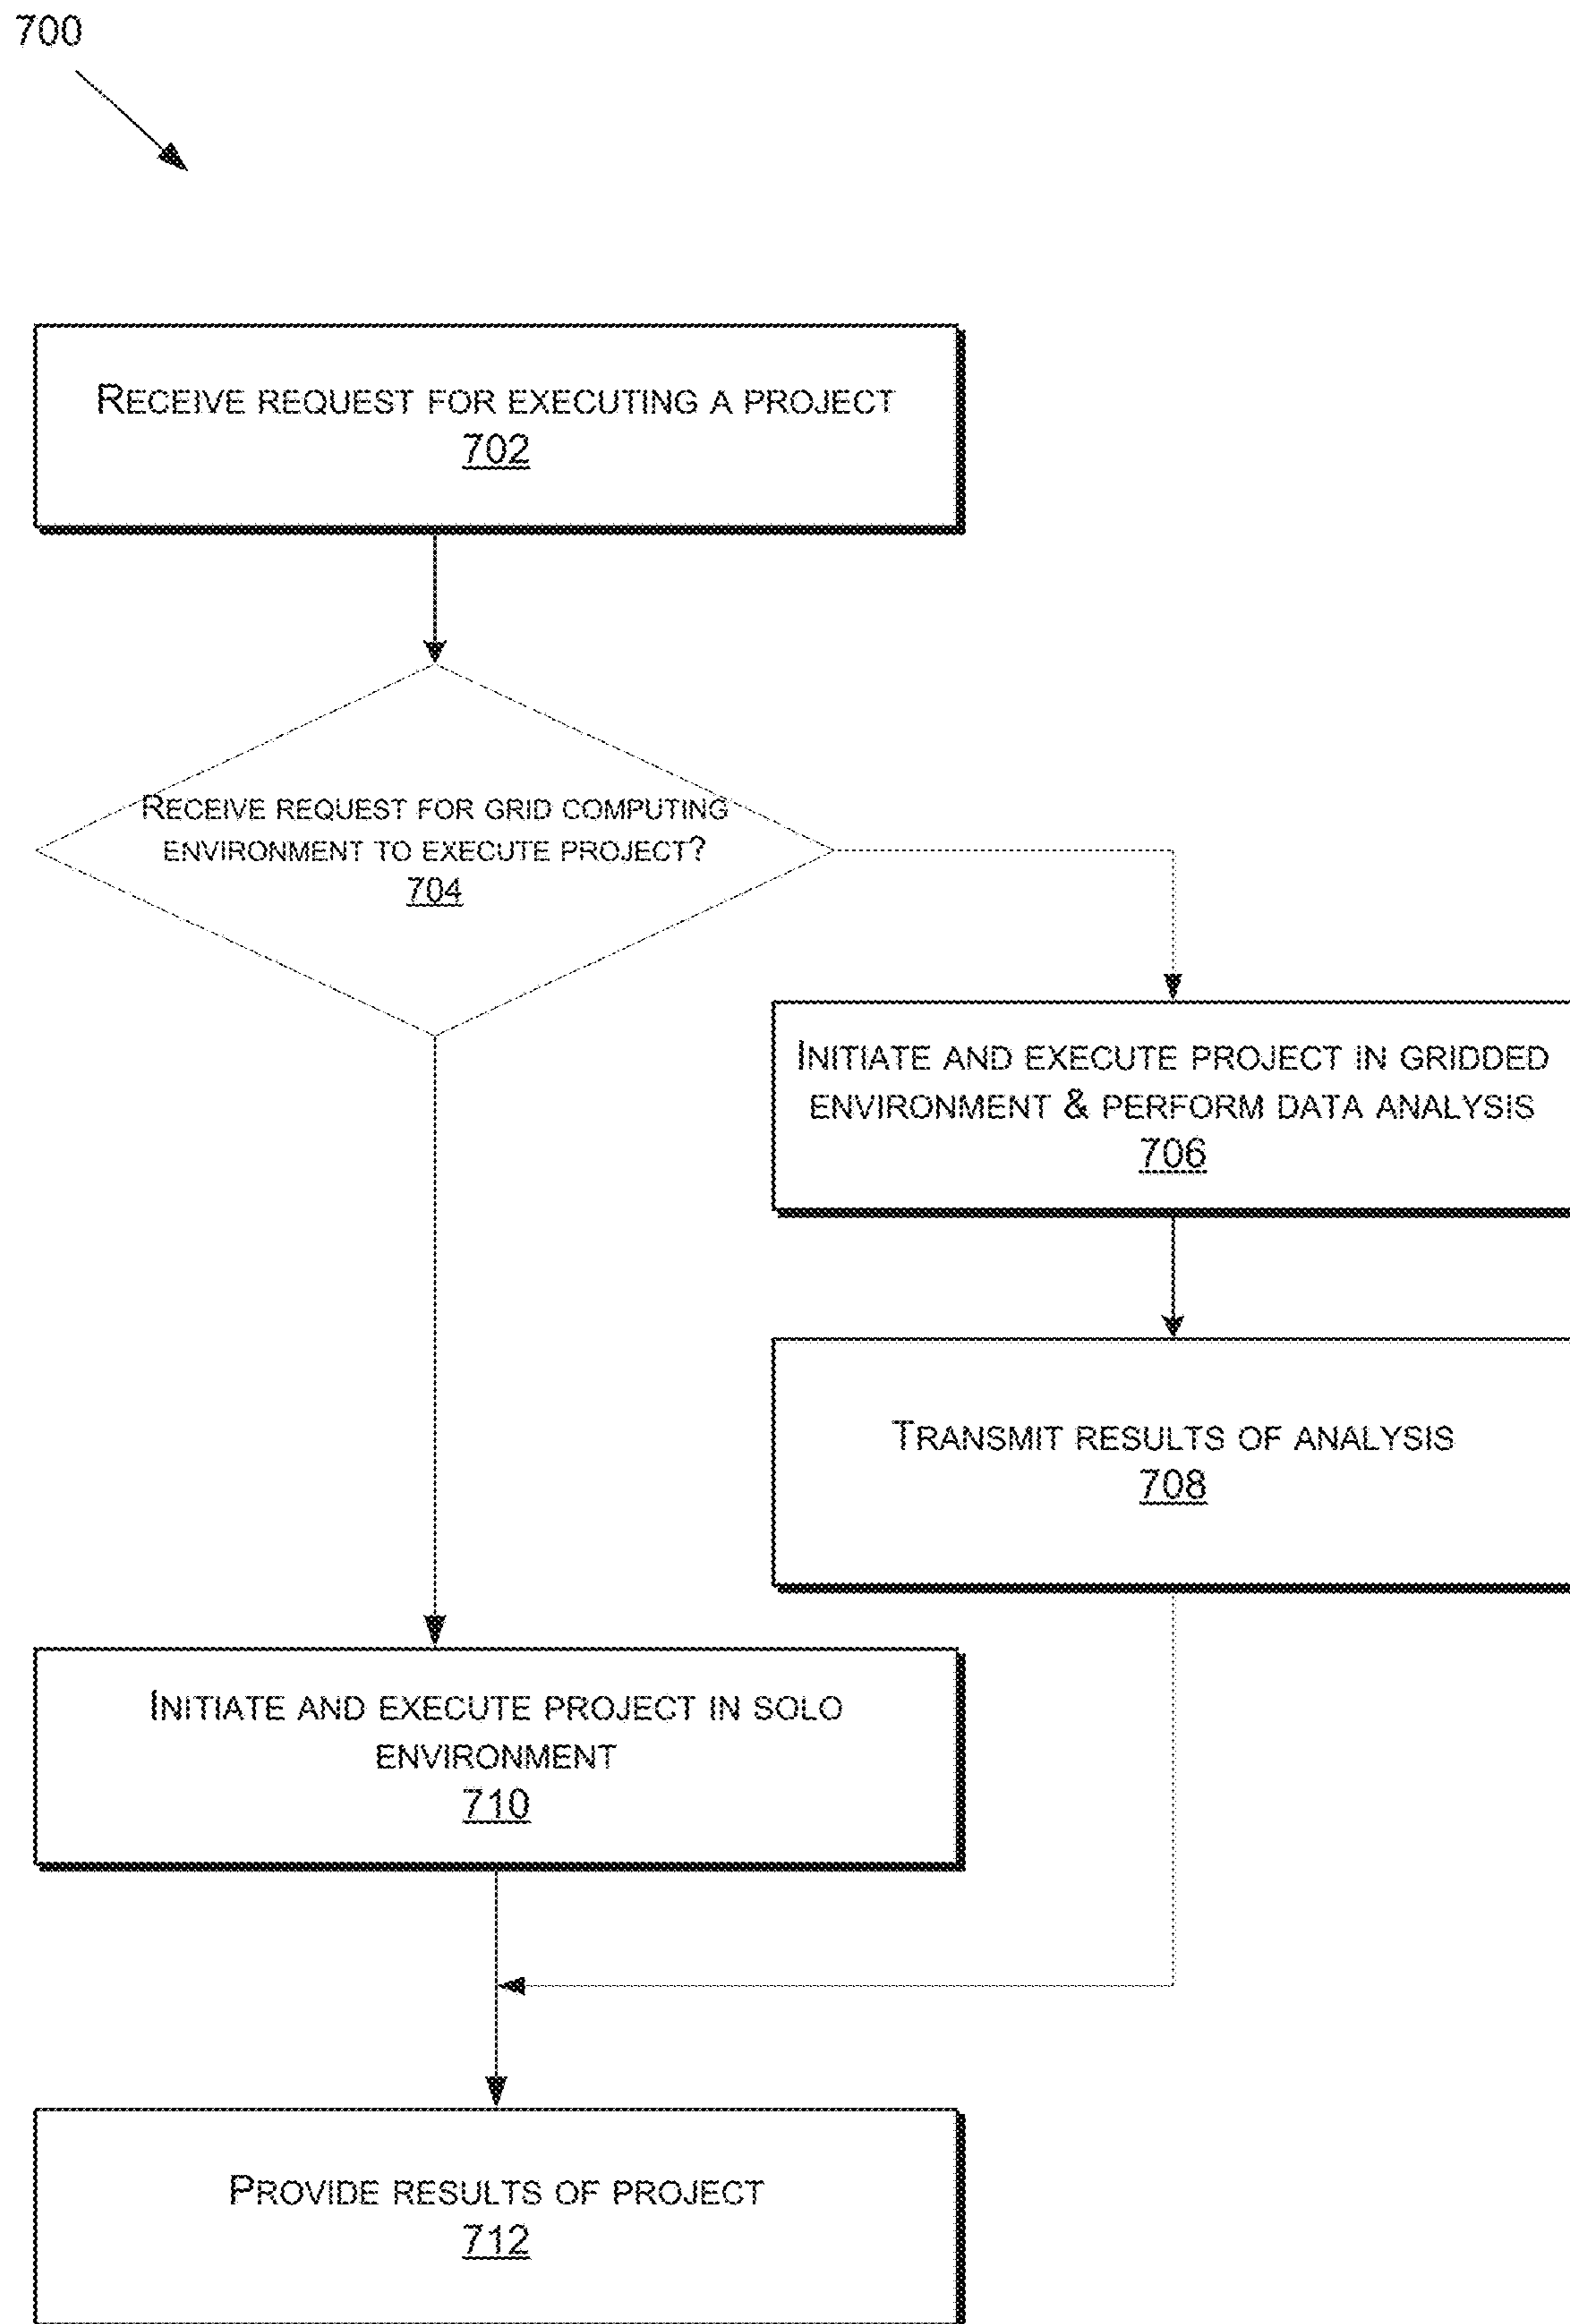 700
RECEIVE REQUEST FOR EXECUTING A PROJECT
702
RECEIVE REQUEST FOR GRID COMPUTING
ENVIRONMENT TO EXECUTE PROJECT?
704
INITIATE AND EXECUTE PROJECT IN GRIDDED
ENVIRONMENT & PERFORM DATA ANALYSIS
706
TRANSMIT RESULTS OF ANALYSIS
708
INITIATE AND EXECUTE PROJECT IN SOLO
ENVIRONMENT
710
PROVIDE RESULTS OF PROJECT
712